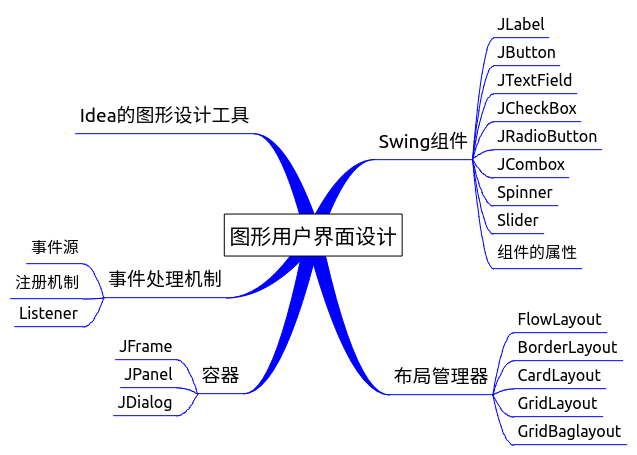 图形用户界面设计
Idea的图形设计工具
事件处理机制
事件源
注册机制
Listener
容器
JFrame
JPanel
JDialog
Swing组件
JLabel
JButton
JTextField
JCheckBox
JRadioButton
JCombox
Spinner
Slider
组件的属性
布局管理器
FlowLayout
BorderLayout
CardLayout
GridLayout
GridBaglayout